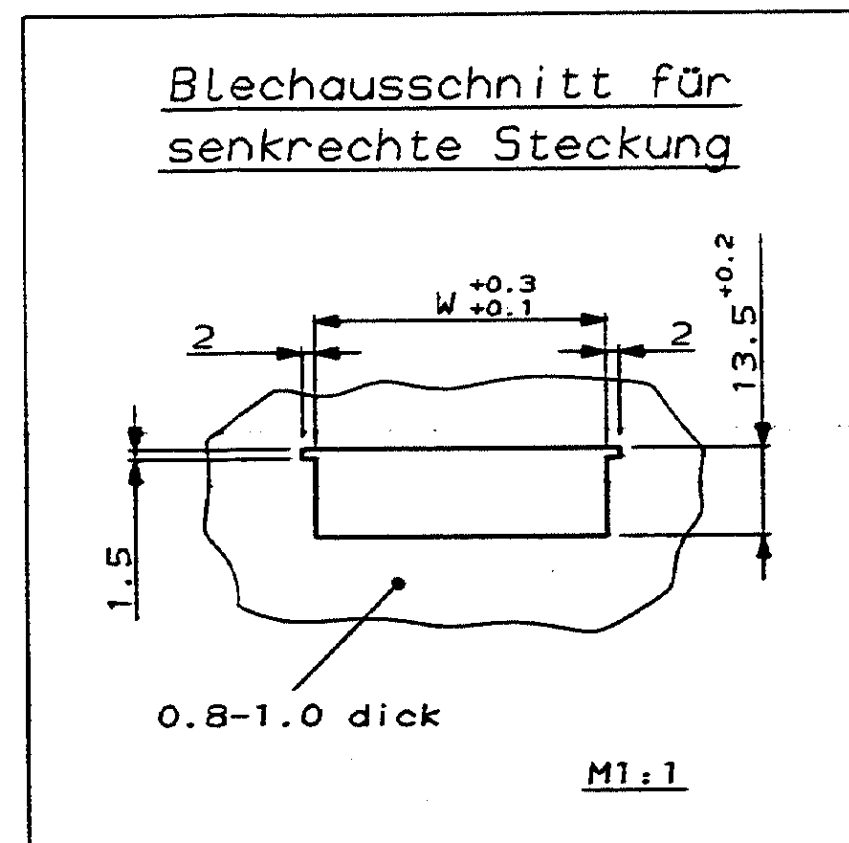 Blechausschnitt für
senkrechte Steckung
W +0.3 +0.1
2
2
13.5 +0.2
1.5
0.8-1.0 dick
M1:1